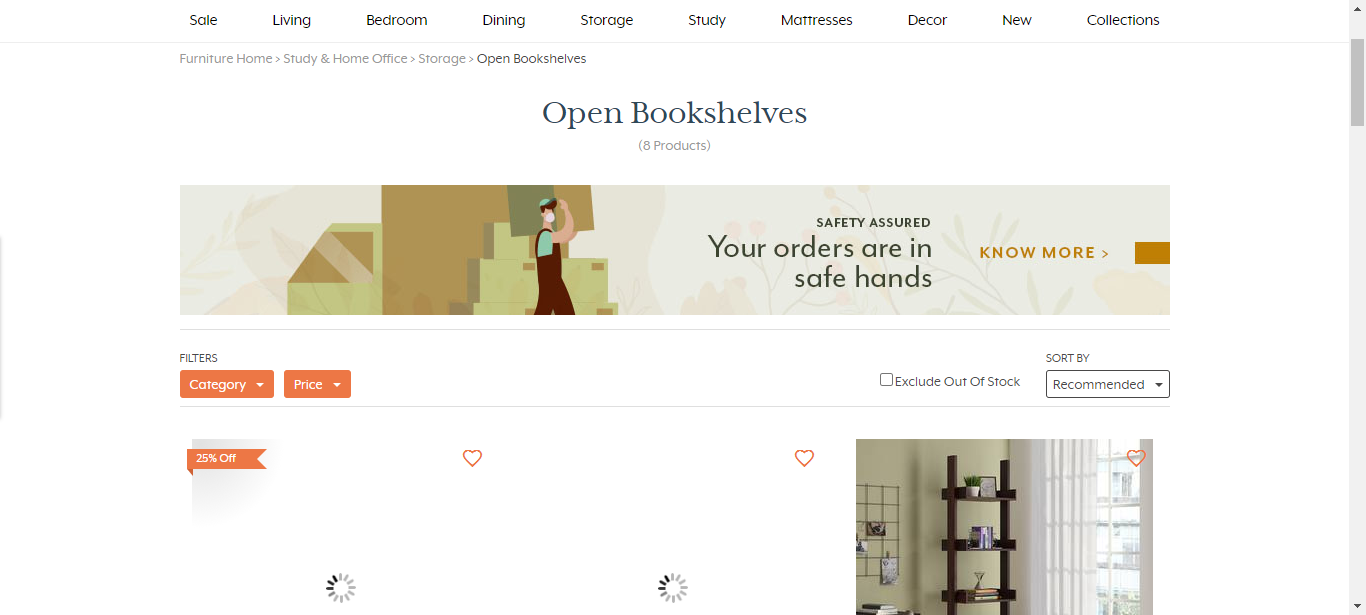 Sale Living Bedroom Dining Storage Study Mattresses Decor New Collections
Furniture Home > Study & Home Office > Storage > Open Bookshelves
Open Bookshelves
(8 Products)
SAFETY ASSURED
Your orders are in
safe hands
KNOW MORE >
FILTERS
SORT BY
Category Price
Exclude Out Of Stock
Recommended
25% Off